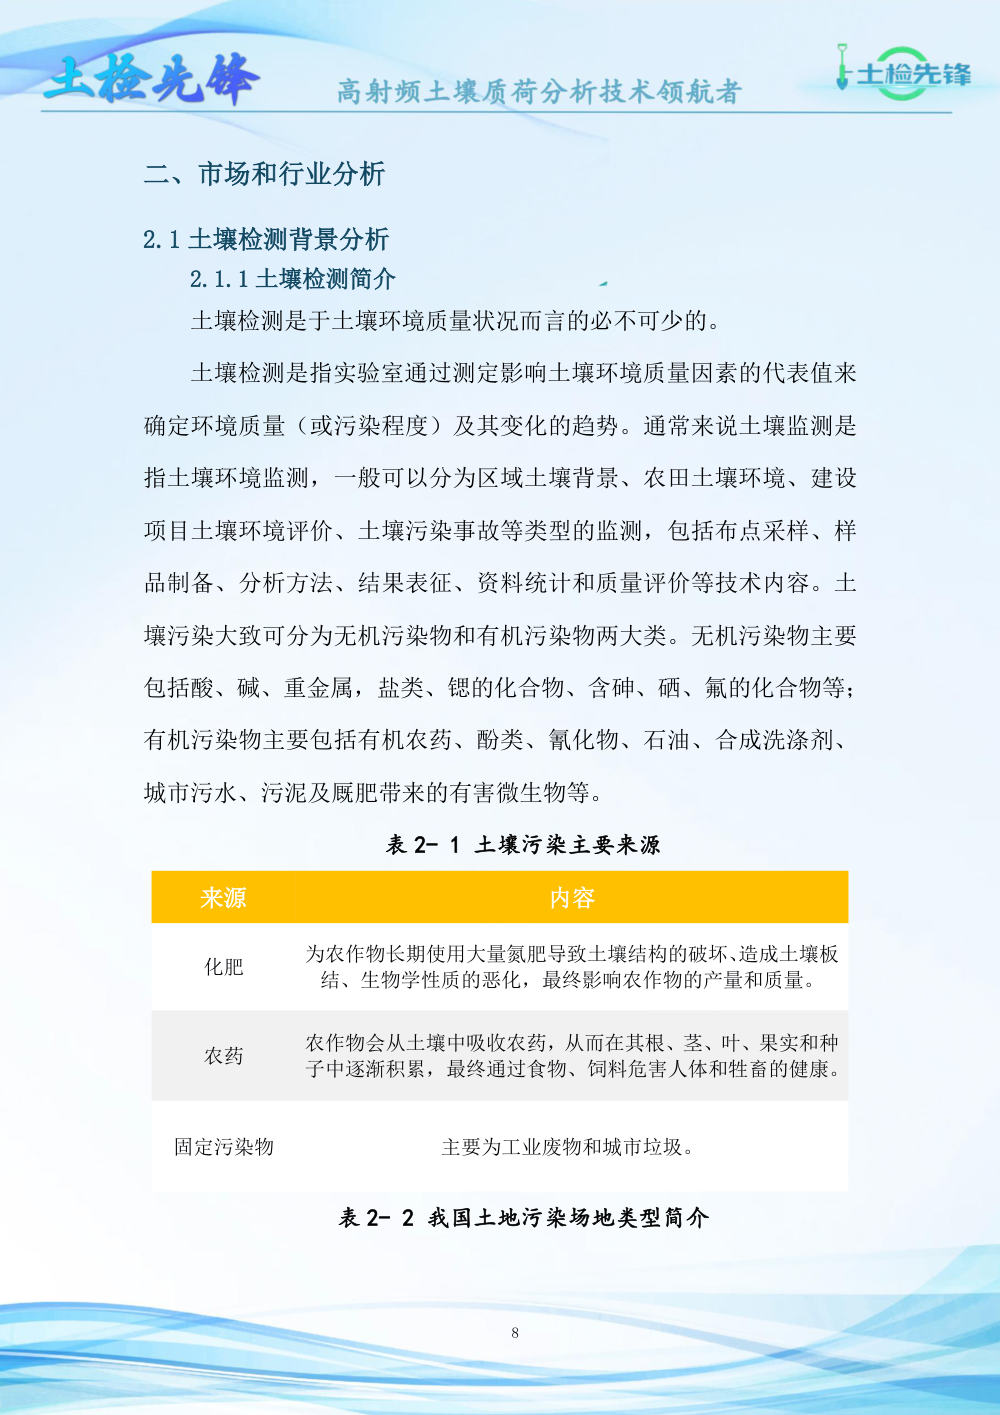 土检先锋
高射频土壤质荷分析技术领航者
土检先锋
二、市场和行业分析
2.1 土壤检测背景分析
2.1.1 土壤检测简介
土壤检测是于土壤环境质量状况而言的必不可少的。
土壤检测是指实验室通过测定影响土壤环境质量因素的代表值来
确定环境质量（或污染程度）及其变化的趋势。通常来说土壤监测是
指土壤环境监测，一般可以分为区域土壤背景、农田土壤环境、建设
项目土壤环境评价、土壤污染事故等类型的监测，包括布点采样、样
品制备、分析方法、结果表征、资料统计和质量评价等技术内容。土
壤污染大致可分为无机污染物和有机污染物两大类。无机污染物主要
包括酸、碱、重金属，盐类、锶的化合物、含砷、硒、氟的化合物等；
有机污染物主要包括有机农药、酚类、氰化物、石油、合成洗涤剂、
城市污水、污泥及厩肥带来的有害微生物等。
表 2- 1 土壤污染主要来源
来源 内容
化肥 为农作物长期使用大量氮肥导致土壤结构的破坏、造成土壤板
结、生物学性质的恶化，最终影响农作物的产量和质量。
农药 农作物会从土壤中吸收农药，从而在其根、茎、叶、果实和种
子中逐渐积累，最终通过食物、饲料危害人体和牲畜的健康。
固定污染物 主要为工业废物和城市垃圾。
表 2- 2 我国土地污染场地类型简介
8